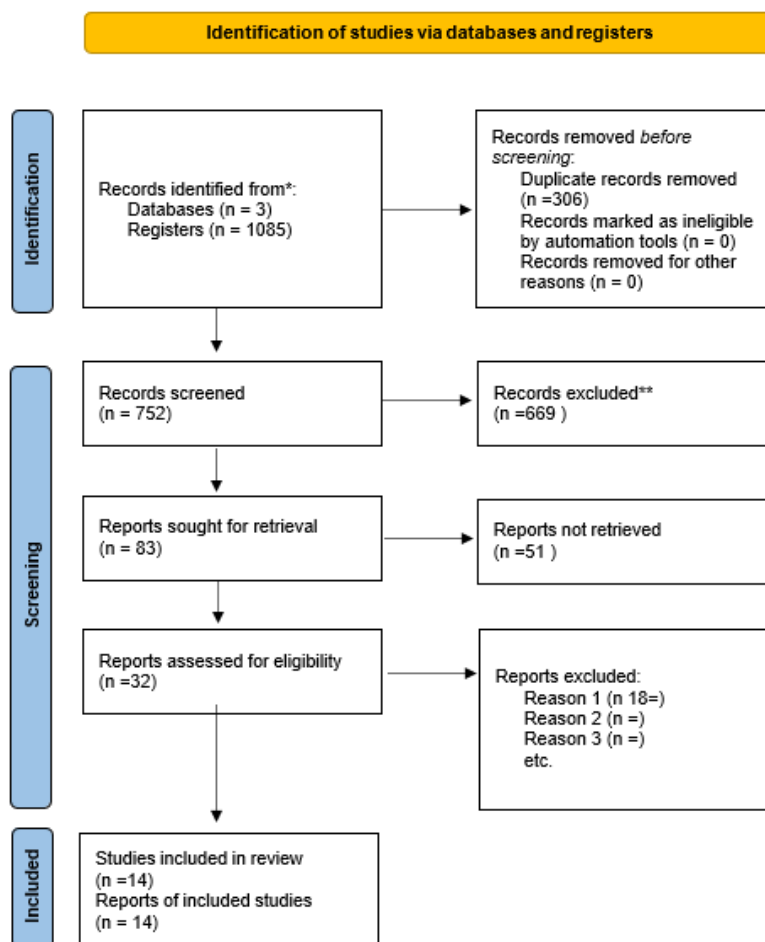 Identification of studies via databases and registers
Identification
Records identified from*:
Databases (n = 3)
Registers (n = 1085)
Records removed before
screening:
Duplicate records removed
(n =306)
Records marked as ineligible
by automation tools (n = 0)
Records removed for other
reasons (n = 0)
Screening
Records screened
(n = 752)
Records excluded**
(n =669 )
Reports sought for retrieval
(n = 83)
Reports not retrieved
(n =51 )
Reports assessed for eligibility
(n =32)
Reports excluded:
Reason 1 (n 18=)
Reason 2 (n =)
Reason 3 (n =)
etc.
Included
Studies included in review
(n =14)
Reports of included studies
(n = 14)